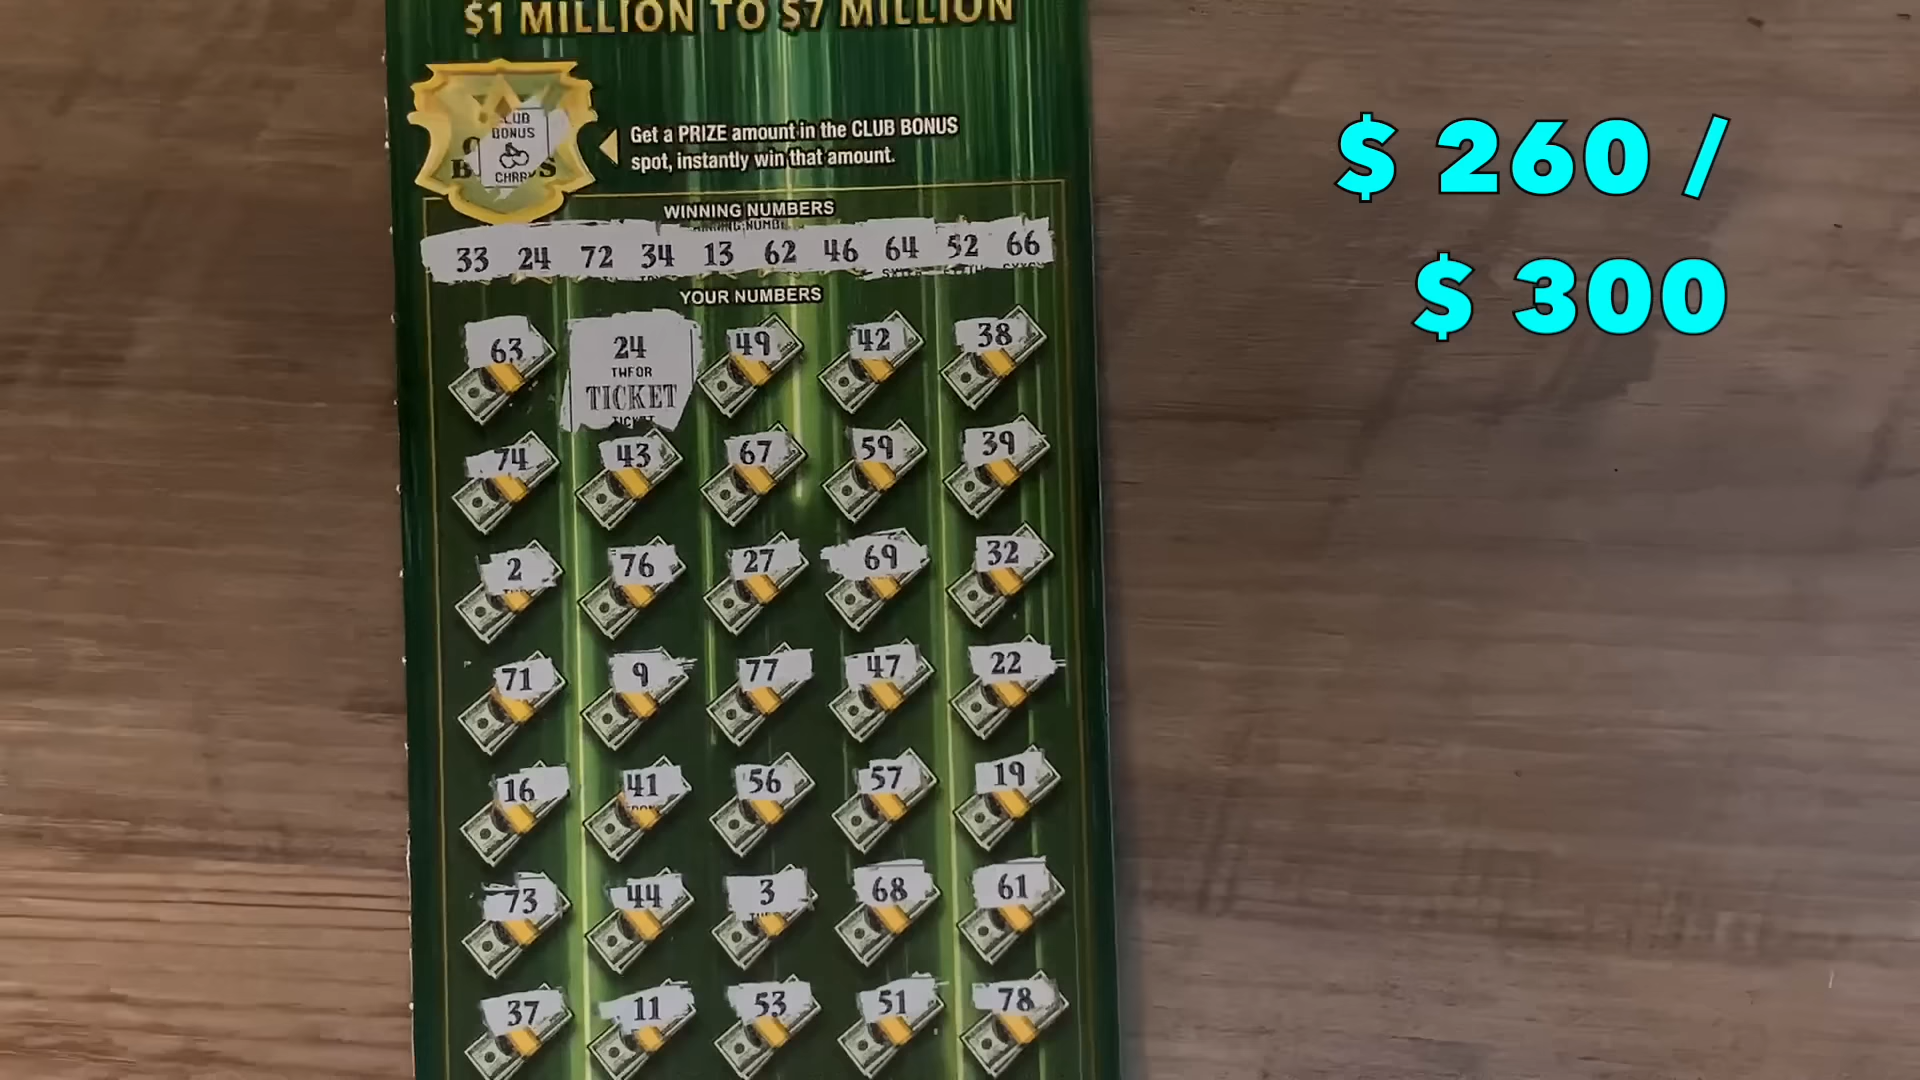 $1 MILLION TO $7 MILLION
CLUB
BONUS
CHRRY
Get a PRIZE amount in the CLUB BONUS
spot, instantly win that amount.
WINNING NUMBERS
33 24 72 34 13 62 46 64 52 66
YOUR NUMBERS
63 24 49 42 38
TWFOR
TICKET
TICKET
74 43 67 59 39
2 76 27 69 32
71 9 77 47 22
16 41 56 57 19
73 44 3 68 61
37 11 53 51 78
$ 260 /
$ 300